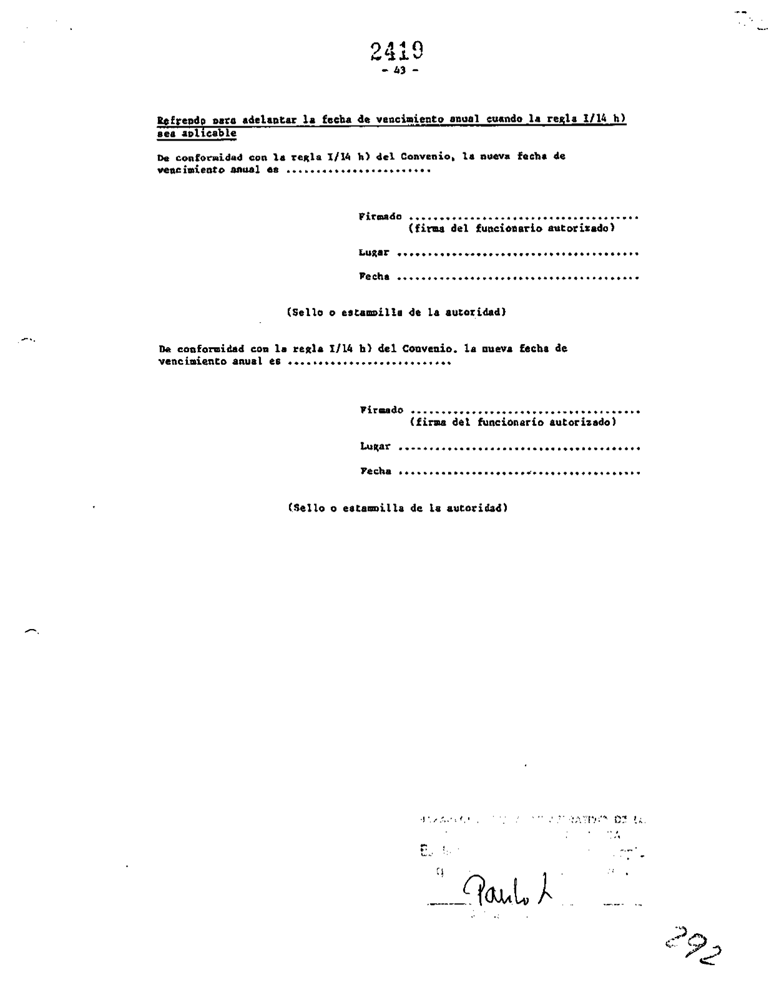 2419
- 43 -
Refrendo para adelantar la fecha de vencimiento anual cuando la regla I/14 h)
sea aplicable
De conformidad con la regla I/14 h) del Convenio, la nueva fecha de
vencimiento anual es ........................
Firmado ......................................
(firma del funcionario autorizado)
Lugar ........................................
Fecha ........................................
(Sello o estampilla de la autoridad)
De conformidad con la regla I/14 h) del Convenio. la nueva fecha de
vencimiento anual es ...........................
Firmado ......................................
(firma del funcionario autorizado)
Lugar ........................................
Fecha ........................................
(Sello o estampilla de la autoridad)
292